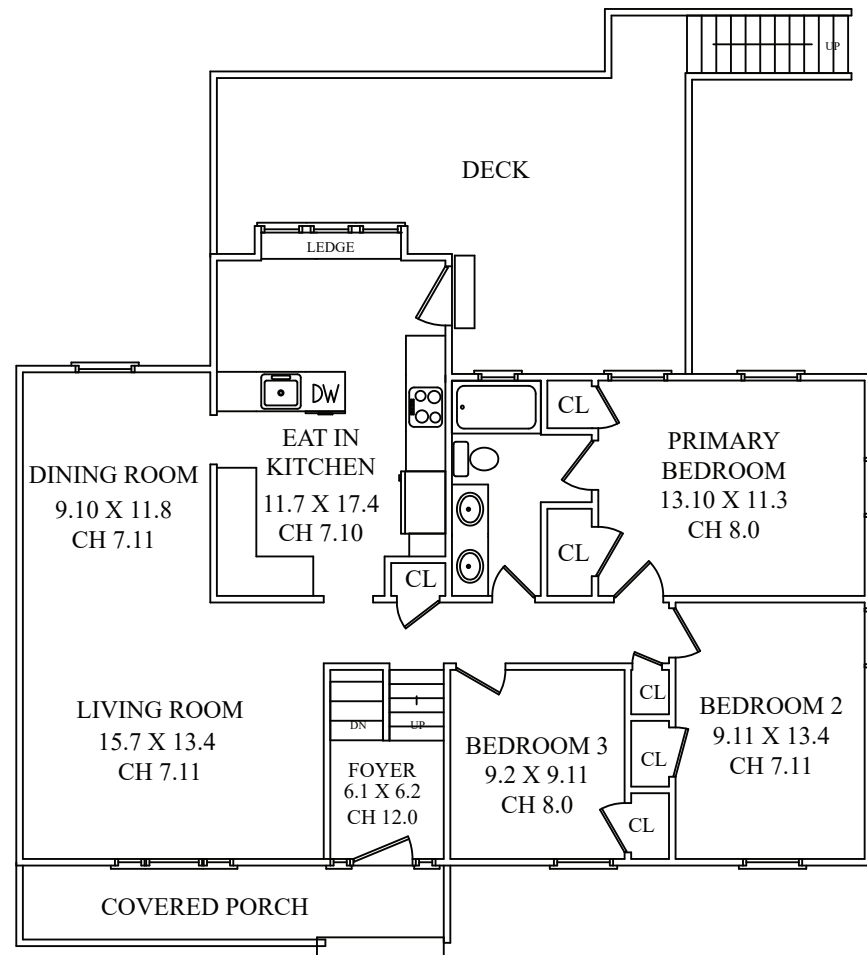 UP
DECK
LEDGE
DW
CL
EAT IN
KITCHEN
11.7 X 17.4
CH 7.10
PRIMARY
BEDROOM
13.10 X 11.3
CH 8.0
DINING ROOM
9.10 X 11.8
CH 7.11
CL
CL
LIVING ROOM
15.7 X 13.4
CH 7.11
DN
UP
FOYER
6.1 X 6.2
CH 12.0
BEDROOM 3
9.2 X 9.11
CH 8.0
CL
CL
CL
BEDROOM 2
9.11 X 13.4
CH 7.11
COVERED PORCH